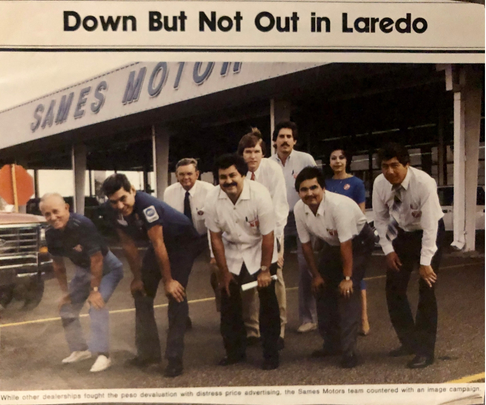 Down But Not Out in Laredo
SAMES MOTOR
While other dealerships fought the peso devaluation with distress price advertising, the Sames Motors team countered with an image campaign.